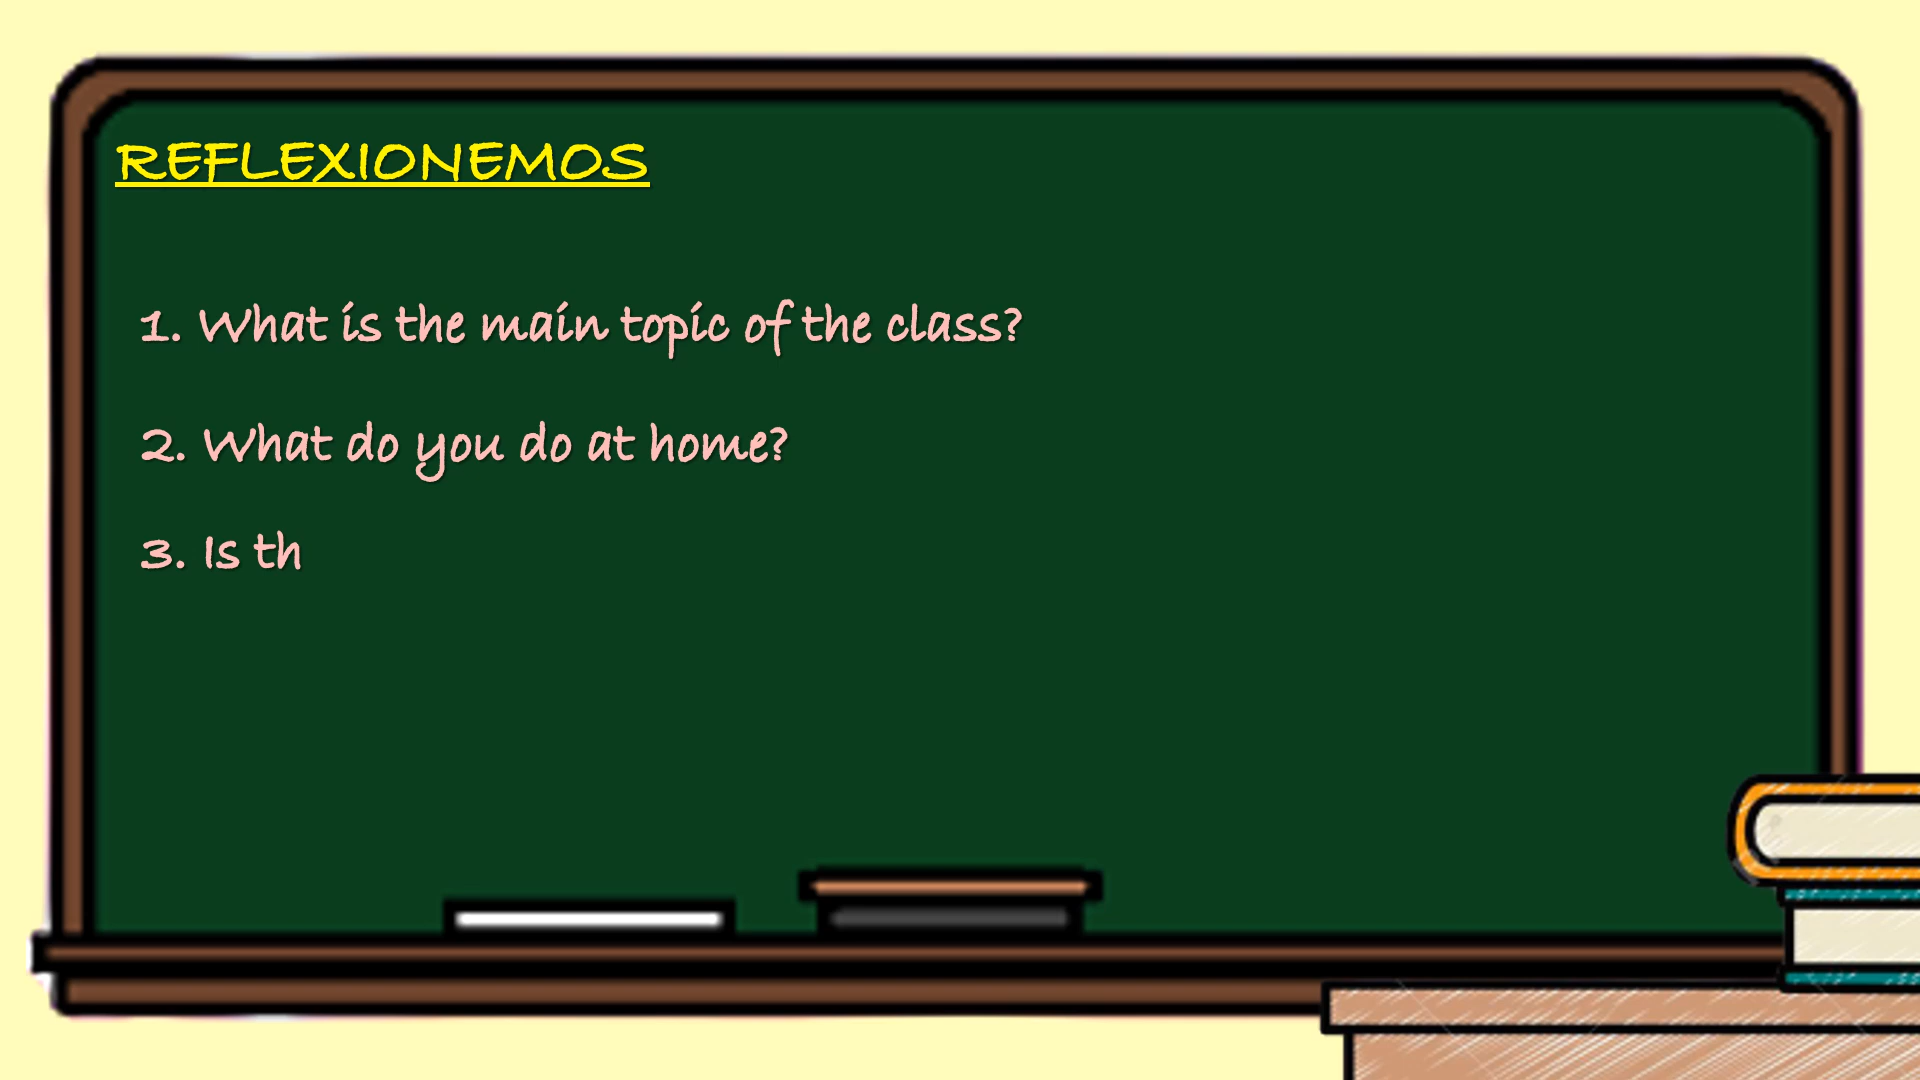 REFLEXIONEMOS
1. What is the main topic of the class?
2. What do you do at home?
3. Is th